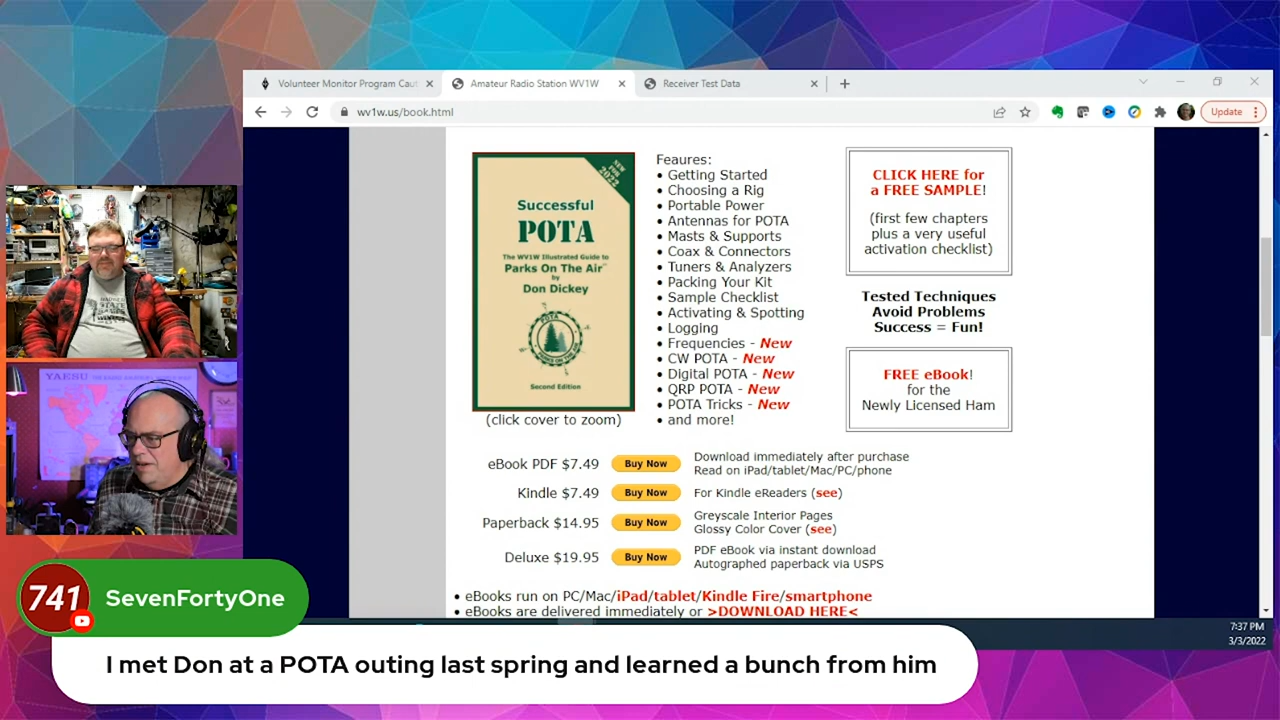 Volunteer Monitor Program Caut
Amateur Radio Station WV1W
Receiver Test Data
wv1w.us/book.html
Update
NEW FOR
2022
Successful
POTA
The WV1W Illustrated Guide to
Parks On The Air™
by
Don Dickey
POTA
PARKS ON THE AIR
Second Edition
(click cover to zoom)
Feaures:
• Getting Started
• Choosing a Rig
• Portable Power
• Antennas for POTA
• Masts & Supports
• Coax & Connectors
• Tuners & Analyzers
• Packing Your Kit
• Sample Checklist
• Activating & Spotting
• Logging
• Frequencies - New
• CW POTA - New
• Digital POTA - New
• QRP POTA - New
• POTA Tricks - New
• and more!
CLICK HERE for
a FREE SAMPLE!
(first few chapters
plus a very useful
activation checklist)
Tested Techniques
Avoid Problems
Success = Fun!
FREE eBook!
for the
Newly Licensed Ham
eBook PDF $7.49 Buy Now Download immediately after purchase
Read on iPad/tablet/Mac/PC/phone
Kindle $7.49 Buy Now For Kindle eReaders (see)
Paperback $14.95 Buy Now Greyscale Interior Pages
Glossy Color Cover (see)
Deluxe $19.95 Buy Now PDF eBook via instant download
Autographed paperback via USPS
• eBooks run on PC/Mac/iPad/tablet/Kindle Fire/smartphone
• eBooks are delivered immediately or >DOWNLOAD HERE<
7:37 PM
3/3/2022
YAESU
741
SevenFortyOne
I met Don at a POTA outing last spring and learned a bunch from him